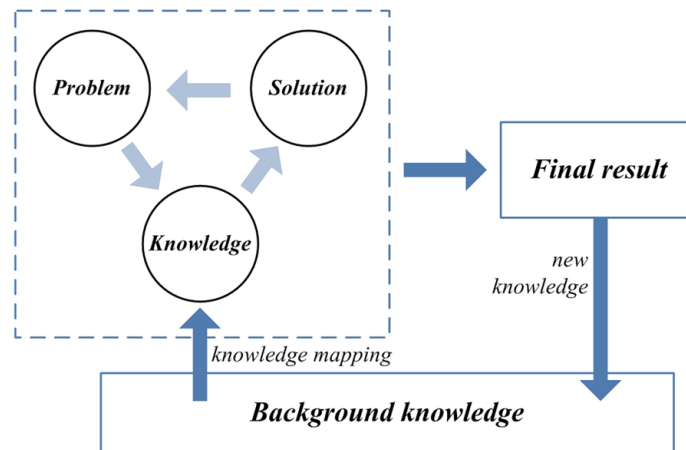 Problem
Solution
Knowledge
Final result
new
knowledge
knowledge mapping
Background knowledge